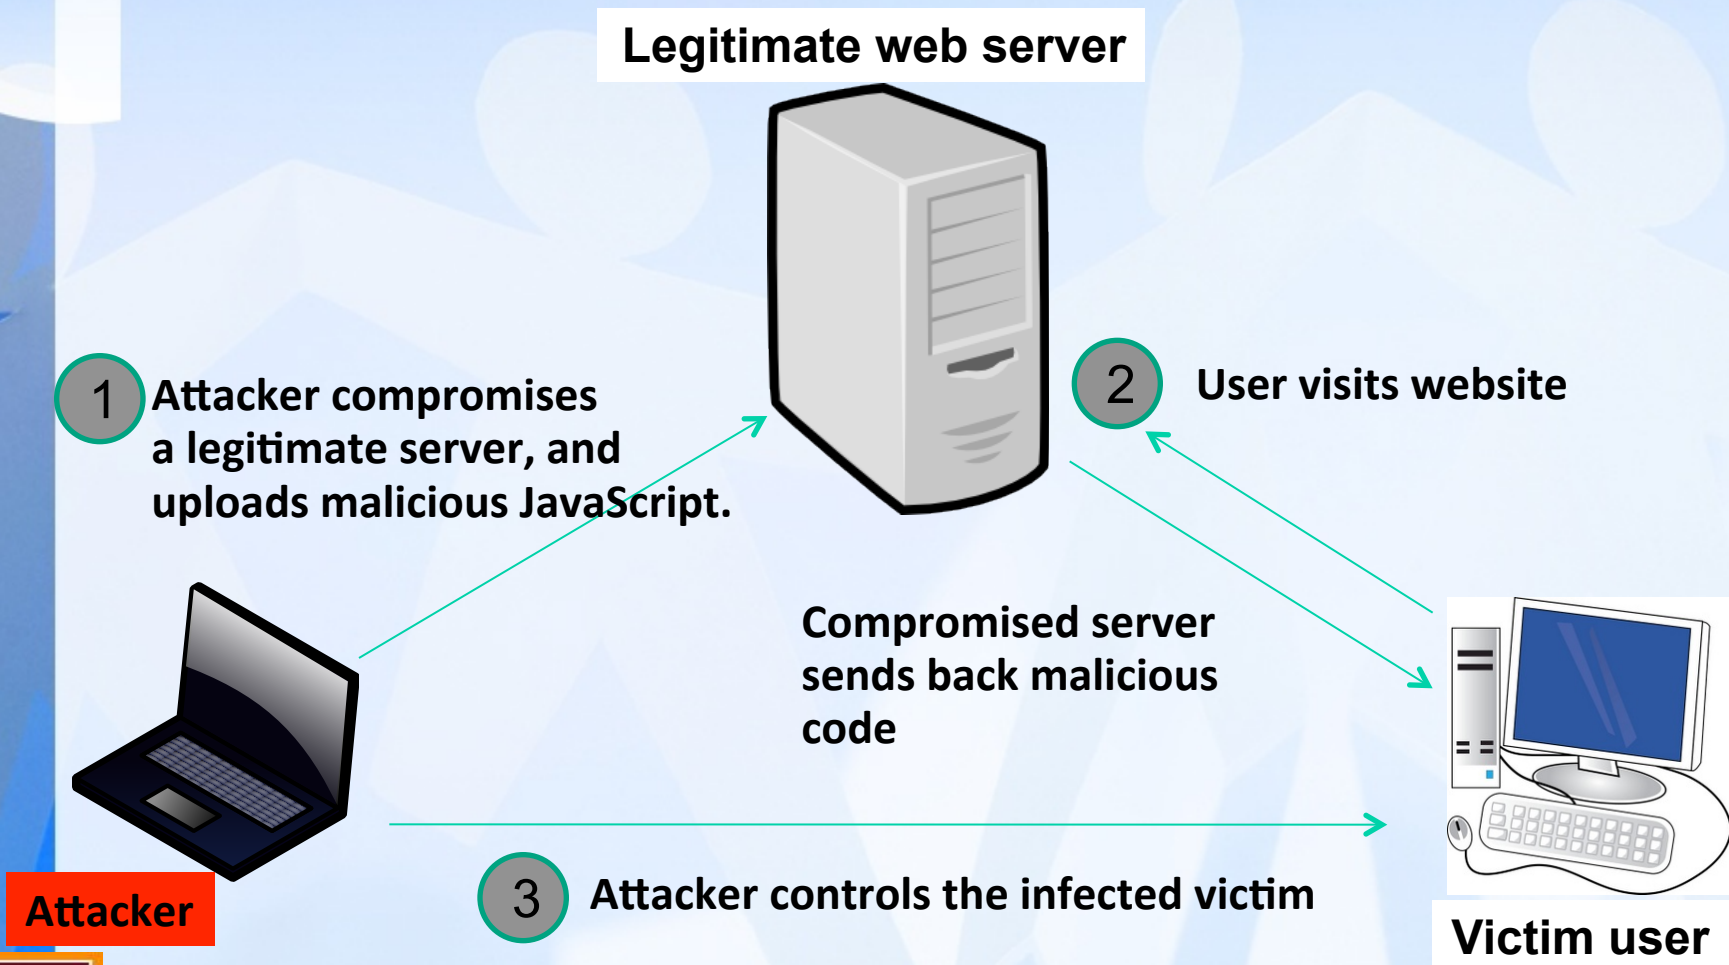 Legitimate web server
1
Attacker compromises
a legitimate server, and
uploads malicious JavaScript.
2
User visits website
Compromised server
sends back malicious
code
3
Attacker controls the infected victim
Attacker
Victim user